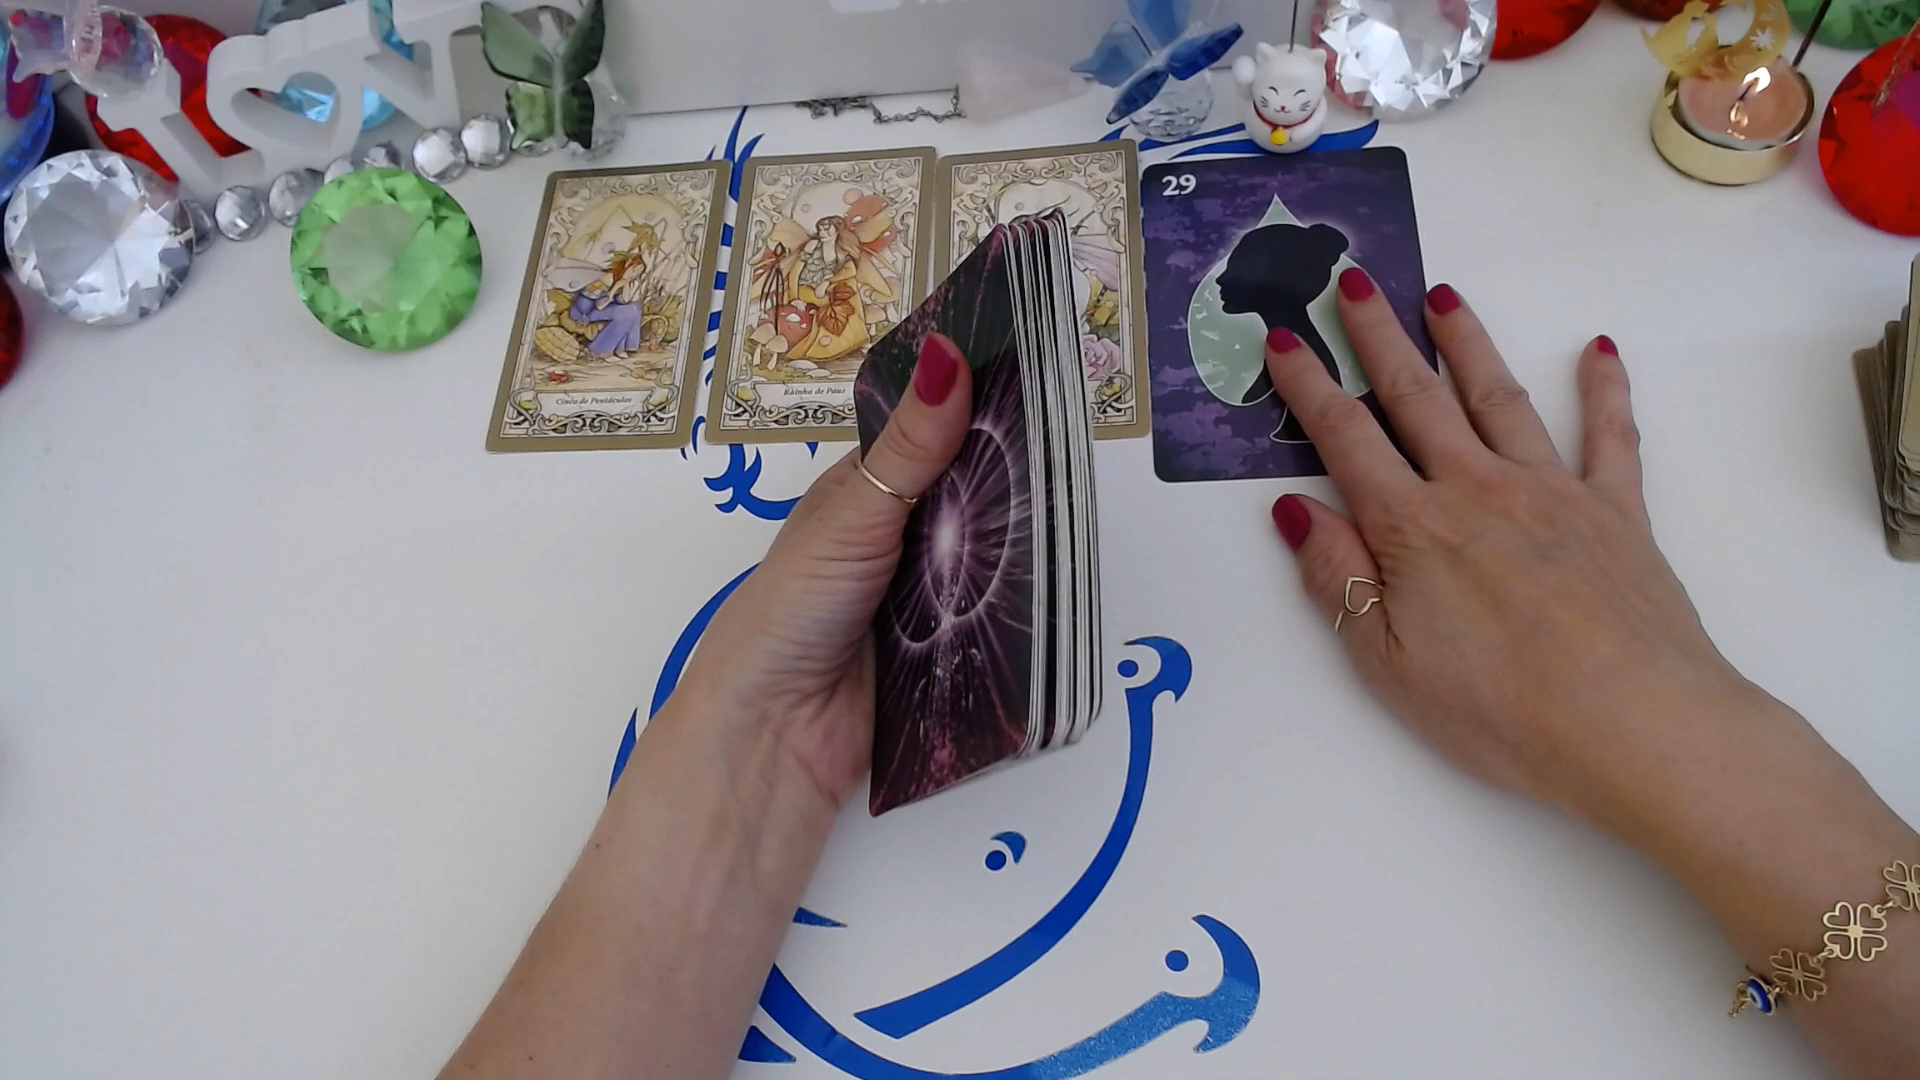 I ♡ Y
29
Cinco de Pentáculos
Rainha de Paus